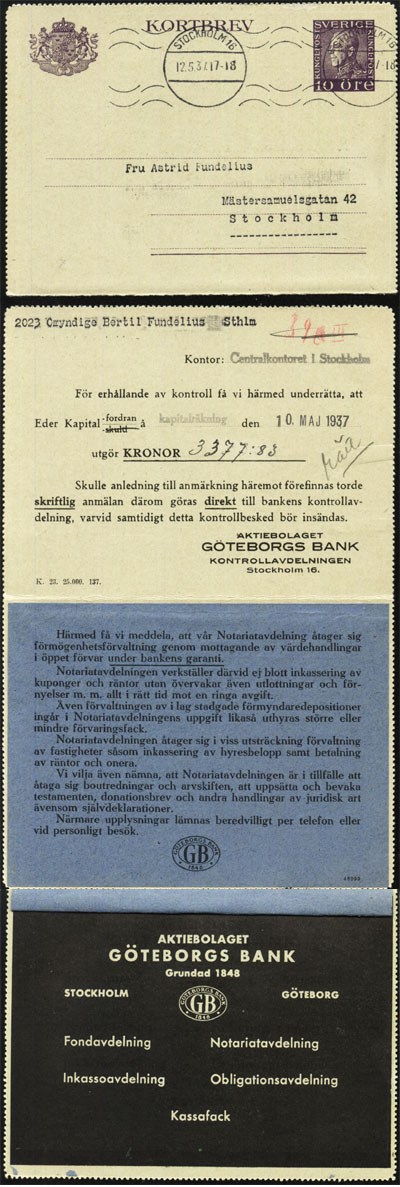 KORTBREV
SVERIGE
KUNGL. POST KUNGL. POST
10 ÖRE
STOCKHOLM 16
12.5.37.17-18
Fru Astrid Fundelius
Mästersamuelsgatan 42
Stockholm
2023 Omyndige Bertil Fundelius Sthlm
Kontor: Centralkontoret i Stockholm
För erhållande av kontroll få vi härmed underrätta, att
Eder Kapital-fordran/skuld å kapitalräkning den 10. MAJ 1937
utgör KRONOR 3377:83
Skulle anledning till anmärkning häremot förefinnas torde
skriftlig anmälan därom göras direkt till bankens kontrollav-
delning, varvid samtidigt detta kontrollbesked bör insändas.
AKTIEBOLAGET
GÖTEBORGS BANK
KONTROLLAVDELNINGEN
Stockholm 16.
K. 23. 25.000. 137.
Härmed få vi meddela, att vår Notariatavdelning åtager sig
förmögenhetsförvaltning genom mottagande av värdehandlingar
i öppet förvar under bankens garanti.
Notariatavdelningen verkställer därvid ej blott inkassering av
kuponger och räntor utan övervakar även utlottningar och för-
nyelser m. m. allt i rätt tid mot en ringa avgift.
Även förvaltningen av i lag stadgade förmyndaredepositioner
ingår i Notariatavdelningens uppgift likaså uthyras större eller
mindre förvaringsfack.
Notariatavdelningen åtager sig i viss utsträckning förvaltning
av fastigheter såsom inkassering av hyresbelopp samt betalning
av räntor och onera.
Vi vilja även nämna, att Notariatavdelningen är i tillfälle att
åtaga sig boutredningar och arvskiften, att uppsätta och bevaka
testamenten, donationsbrev och andra handlingar av juridisk art
ävensom självdeklarationer.
Närmare upplysningar lämnas beredvilligt per telefon eller
vid personligt besök.
GÖTEBORGS BANK
GB
1848
AKTIEBOLAGET
GÖTEBORGS BANK
Grundad 1848
STOCKHOLM
GÖTEBORGS BANK
GB
1848
GÖTEBORG
Fondavdelning
Notariatavdelning
Inkassoavdelning
Obligationsavdelning
Kassafack